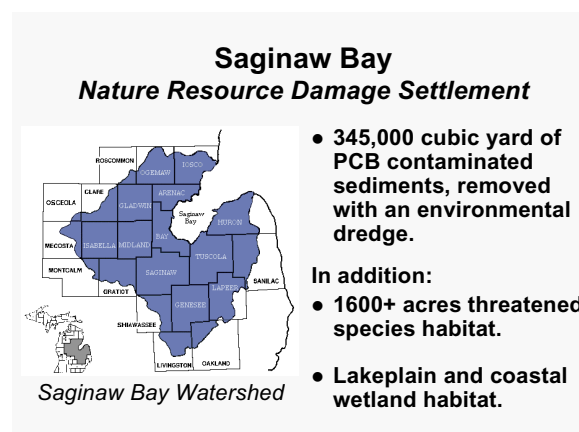 Saginaw Bay
Nature Resource Damage Settlement
ROSCOMMON
OGEMAW
IOSCO
CLARE
ARENAC
OSCEOLA
GLADWIN
Saginaw
Bay
HURON
MECOSTA
ISABELLA
MIDLAND
BAY
TUSCOLA
MONTCALM
SAGINAW
SANILAC
GRATIOT
LAPEER
GENESEE
SHIAWASSEE
LIVINGSTON
OAKLAND
Saginaw Bay Watershed
● 345,000 cubic yard of
PCB contaminated
sediments, removed
with an environmental
dredge.
In addition:
● 1600+ acres threatened
species habitat.
● Lakeplain and coastal
wetland habitat.